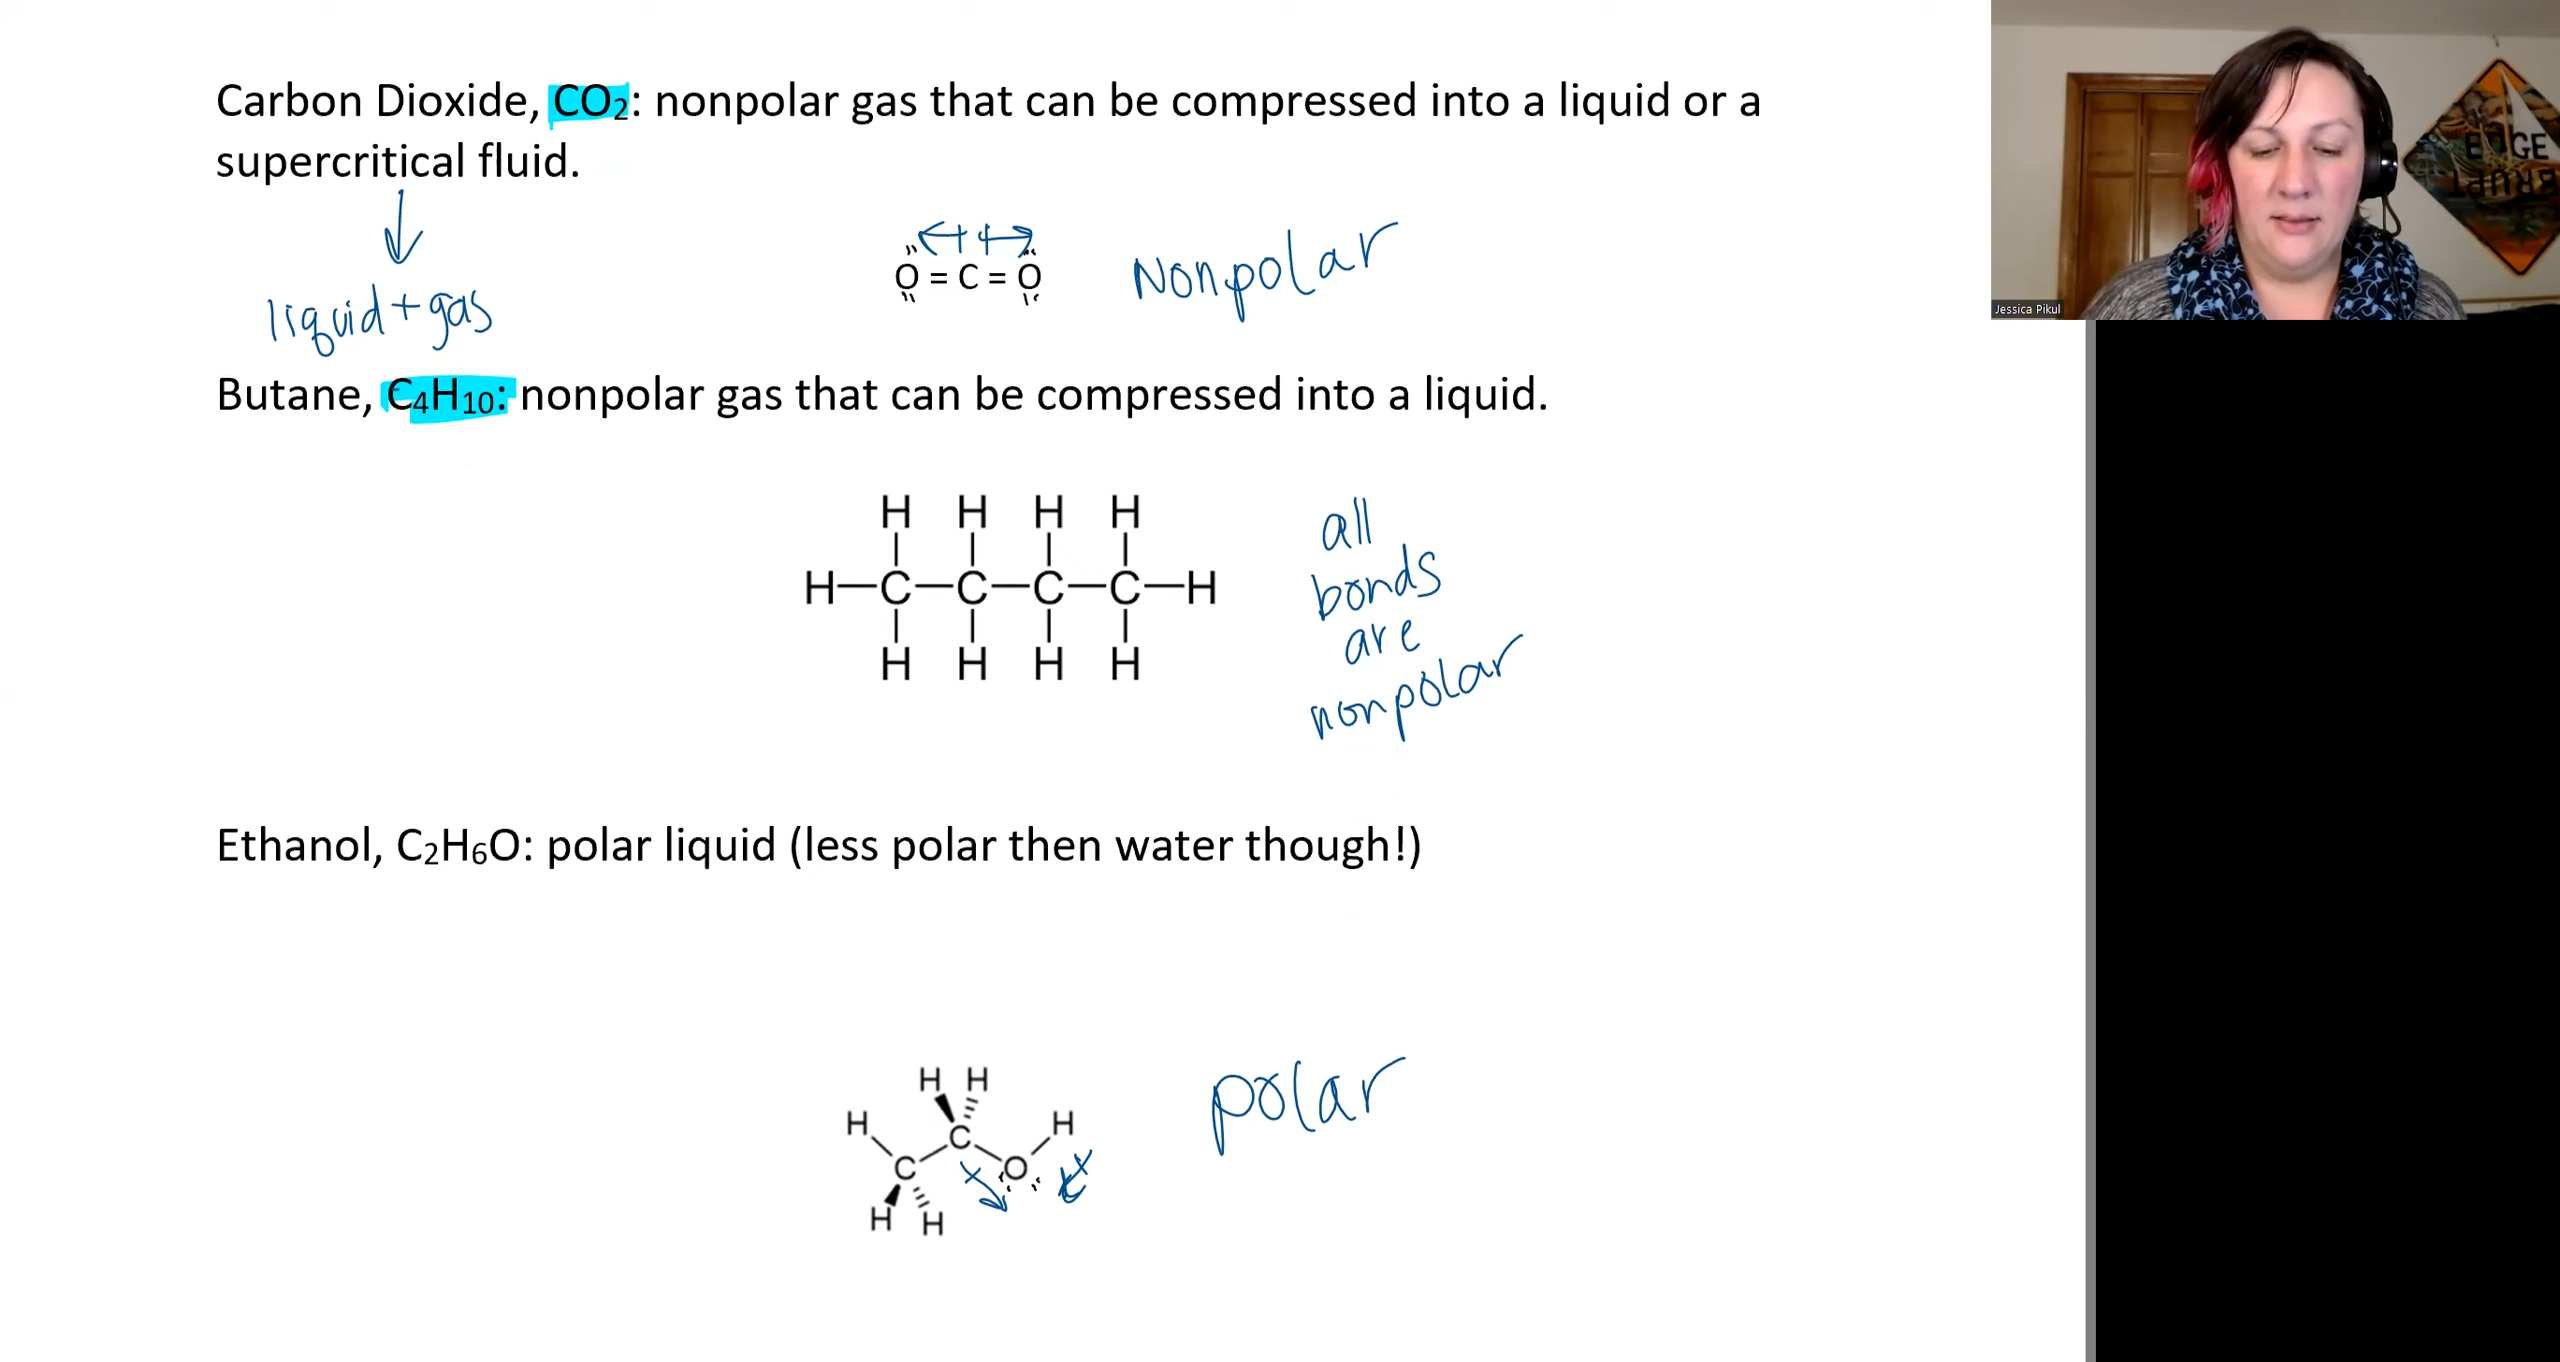 Carbon Dioxide, CO₂: nonpolar gas that can be compressed into a liquid or a
supercritical fluid.
liquid + gas
O = C = O
Nonpolar
Jessica Pikul
EDGE
Butane, C₄H₁₀: nonpolar gas that can be compressed into a liquid.
H H H H
H—C—C—C—C—H
H H H H
all
bonds
are
nonpolar
Ethanol, C₂H₆O: polar liquid (less polar then water though!)
H H
H H
C
C O
H H
polar